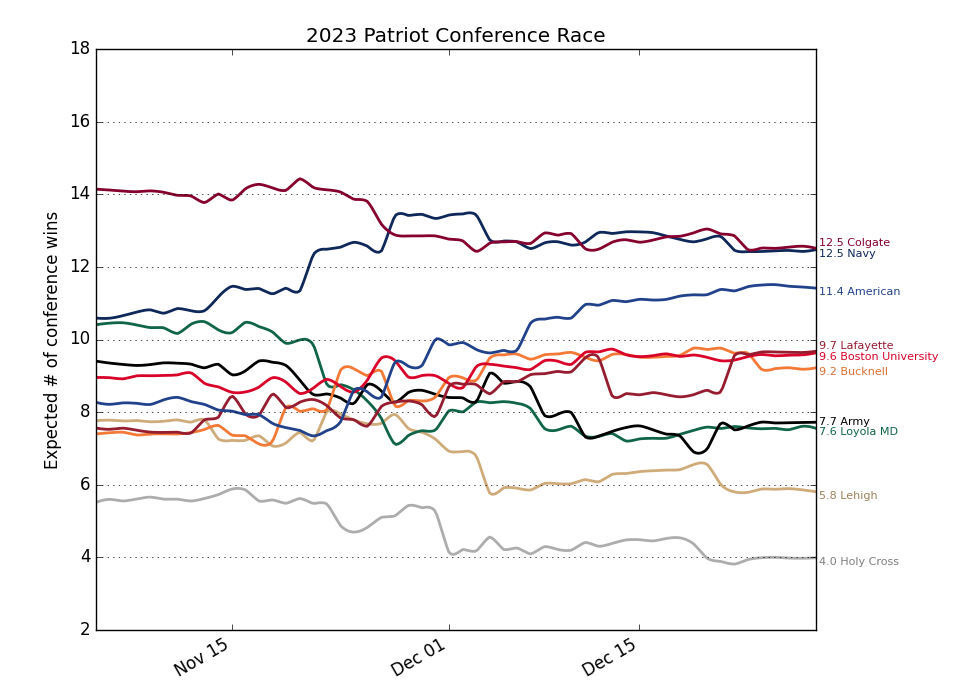 2023 Patriot Conference Race
Expected # of conference wins
18
16
14
12
10
8
6
4
2
Nov 15
Dec 01
Dec 15
12.5 Colgate
12.5 Navy
11.4 American
9.7 Lafayette
9.6 Boston University
9.2 Bucknell
7.7 Army
7.6 Loyola MD
5.8 Lehigh
4.0 Holy Cross